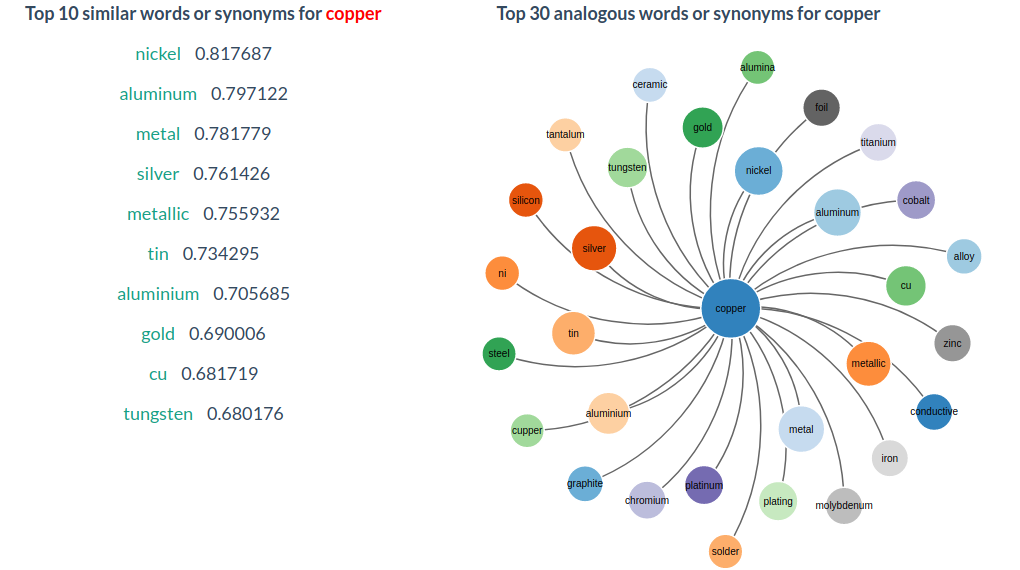 Top 10 similar words or synonyms for copper
nickel 0.817687
aluminum 0.797122
metal 0.781779
silver 0.761426
metallic 0.755932
tin 0.734295
aluminium 0.705685
gold 0.690006
cu 0.681719
tungsten 0.680176
Top 30 analogous words or synonyms for copper
alumina
ceramic
foil
gold
tantalum
titanium
tungsten
nickel
silicon
cobalt
aluminum
silver
alloy
ni
cu
copper
tin
zinc
steel
metallic
aluminium
conductive
cupper
metal
iron
graphite
platinum
chromium
plating
molybdenum
solder